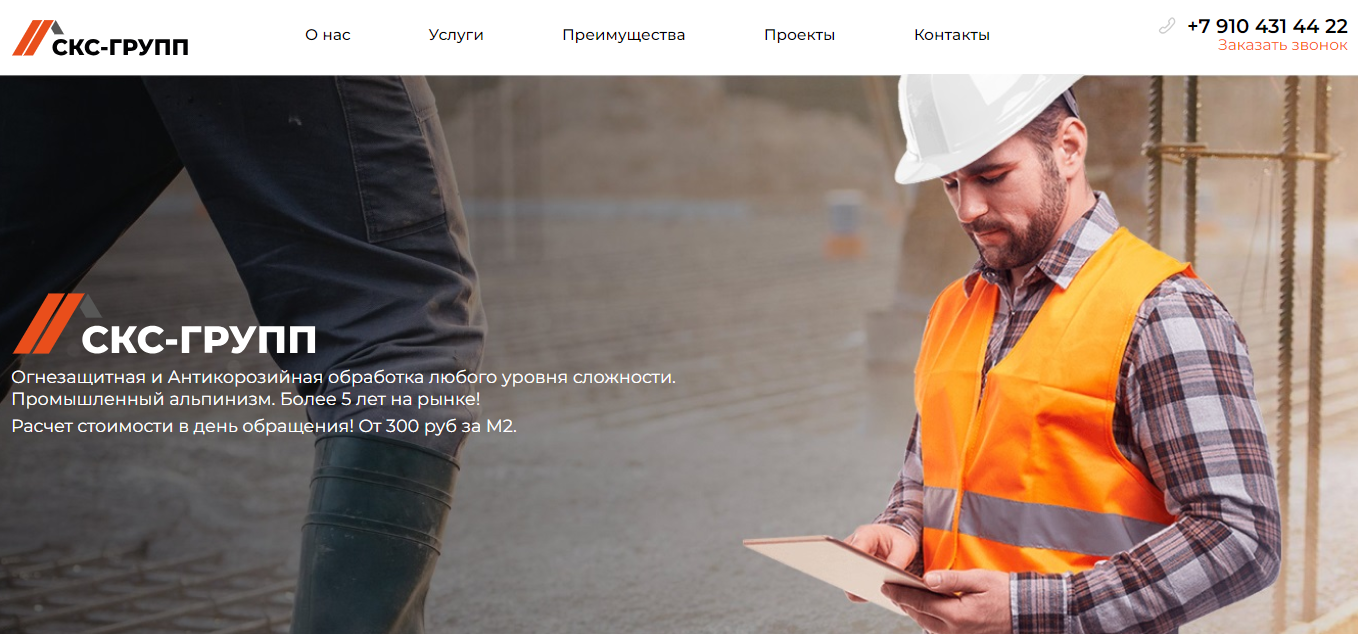 СКС-ГРУПП
О нас
Услуги
Преимущества
Проекты
Контакты
+7 910 431 44 22
Заказать звонок
СКС-ГРУПП
Огнезащитная и Антикорозийная обработка любого уровня сложности.
Промышленный альпинизм. Более 5 лет на рынке!
Расчет стоимости в день обращения! От 300 руб за М2.